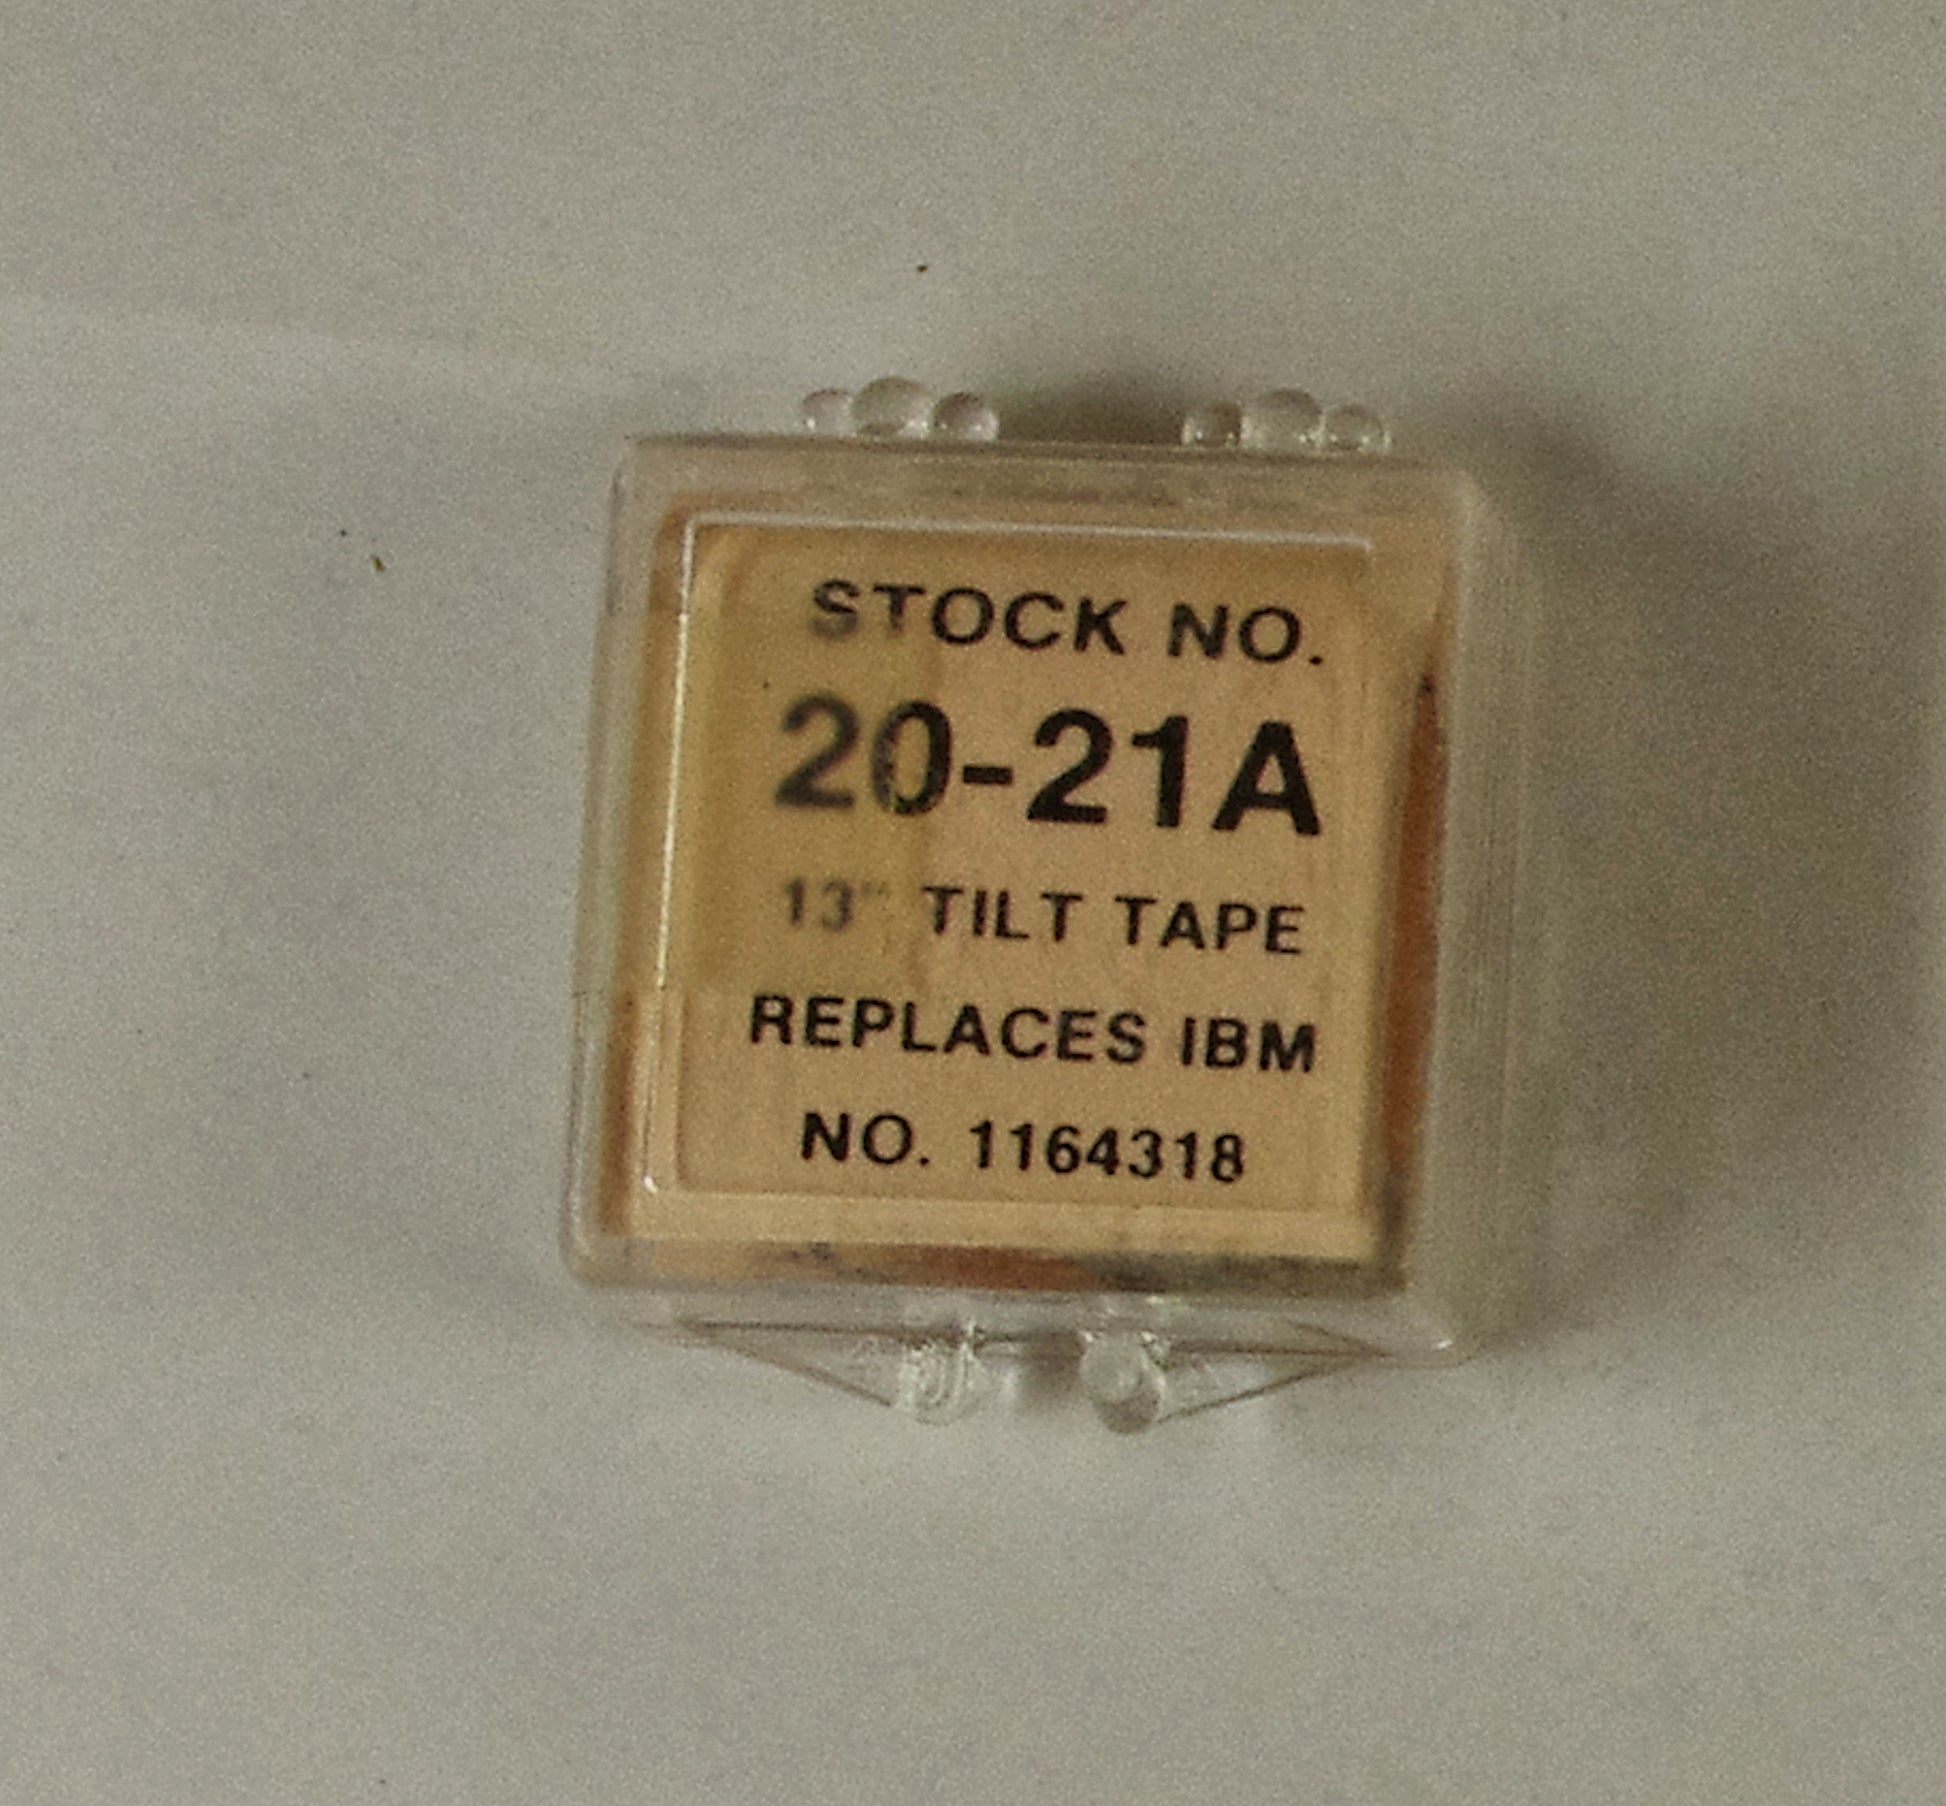 STOCK NO.
20-21A
13" TILT TAPE
REPLACES IBM
NO. 1164318